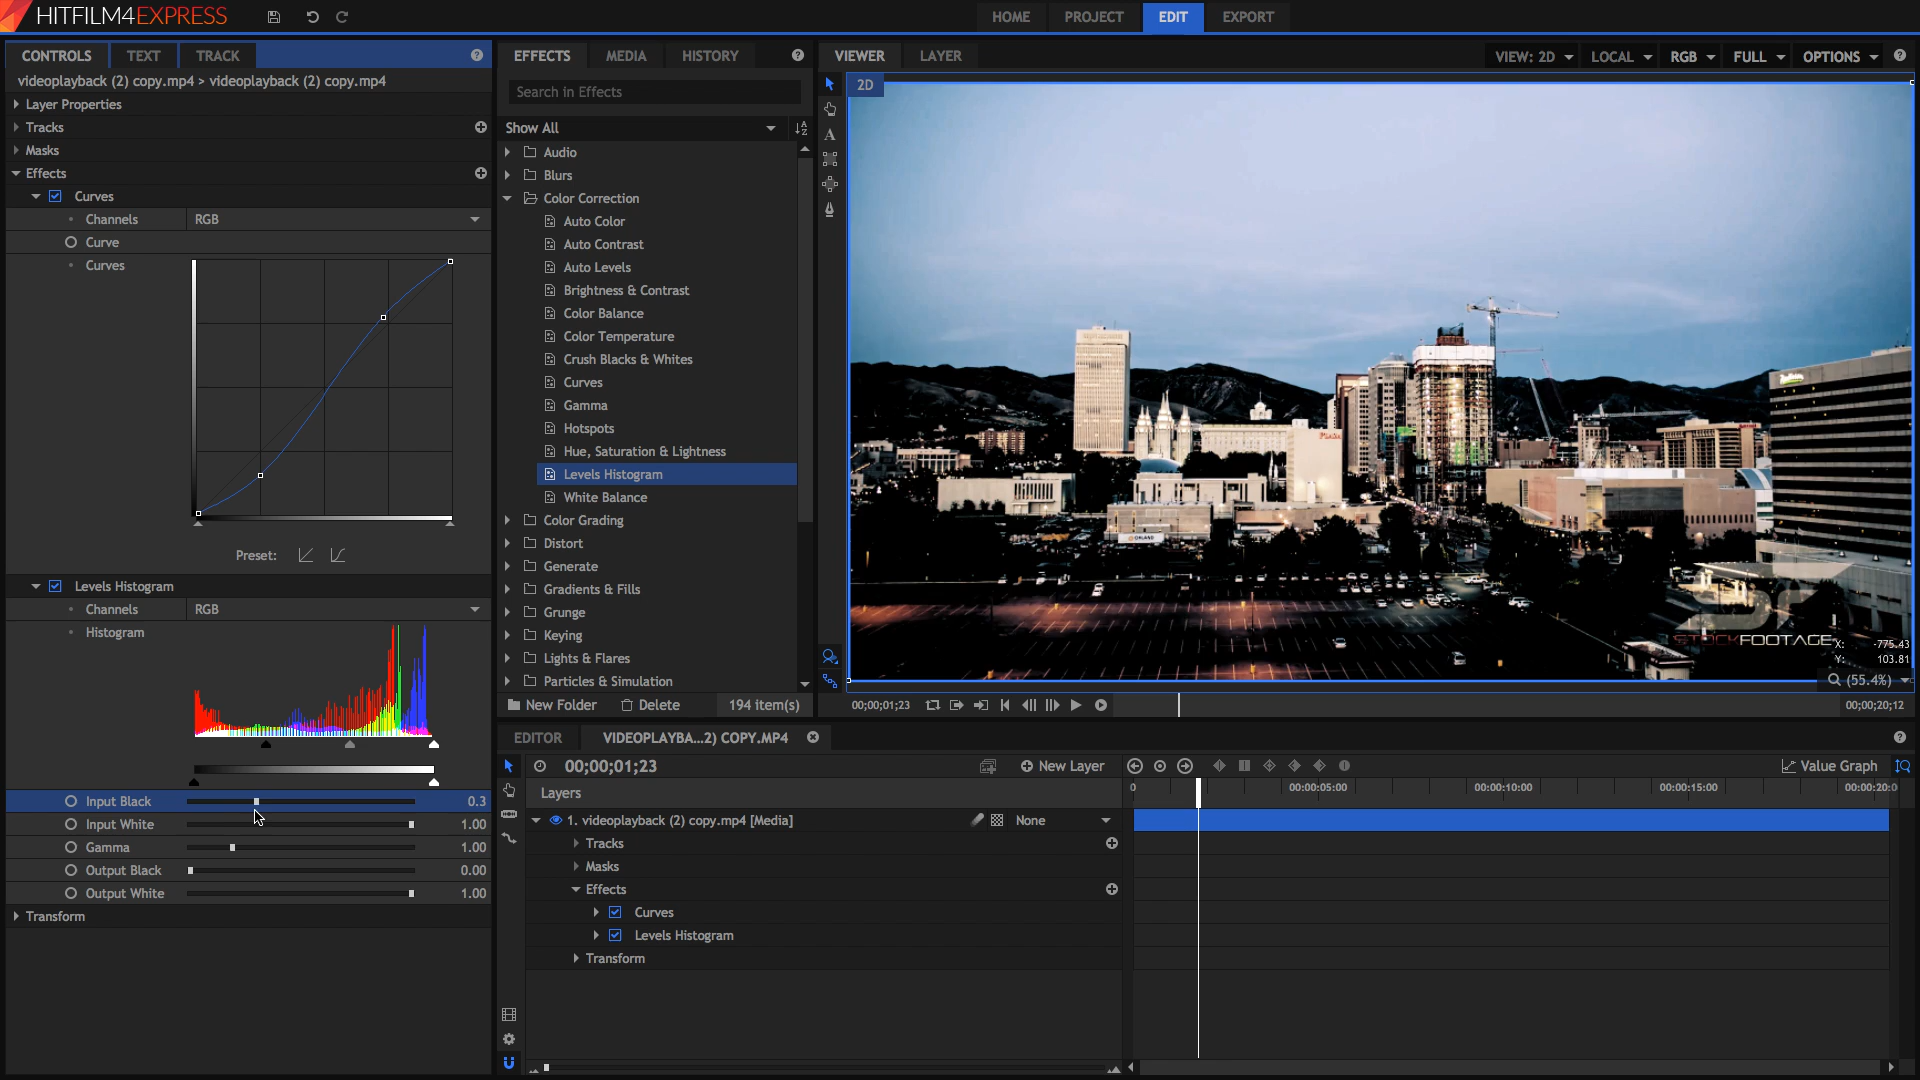 HITFILM4EXPRESS
HOME PROJECT EDIT EXPORT
CONTROLS TEXT TRACK
videoplayback (2) copy.mp4 > videoplayback (2) copy.mp4
Layer Properties
Tracks
Masks
Effects
Curves
Channels RGB
Curve
Curves
Preset:
Levels Histogram
Channels RGB
Histogram
Input Black 0.3
Input White 1.00
Gamma 1.00
Output Black 0.00
Output White 1.00
Transform
EFFECTS MEDIA HISTORY
Search in Effects
Show All
Audio
Blurs
Color Correction
Auto Color
Auto Contrast
Auto Levels
Brightness & Contrast
Color Balance
Color Temperature
Crush Blacks & Whites
Curves
Gamma
Hotspots
Hue, Saturation & Lightness
Levels Histogram
White Balance
Color Grading
Distort
Generate
Gradients & Fills
Grunge
Keying
Lights & Flares
Particles & Simulation
New Folder Delete 194 item(s)
VIEWER LAYER
VIEW: 2D LOCAL RGB FULL OPTIONS
2D
STOCKFOOTAGE
X: -775.43
Y: 103.81
(55.4%)
00;00;01;23
00;00;20;12
EDITOR VIDEOPLAYBA...2) COPY.MP4
00;00;01;23
New Layer
Value Graph
Layers
0 00:00:05:00 00:00:10:00 00:00:15:00 00:00:20:0
1. videoplayback (2) copy.mp4 [Media] None
Tracks
Masks
Effects
Curves
Levels Histogram
Transform